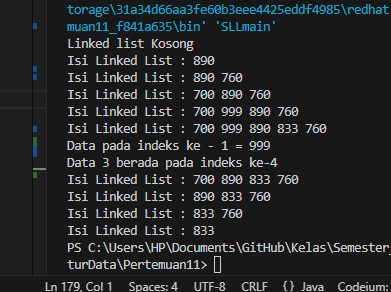 torage\31a34d66aa3fe60b3eee4425eddf4985\redhat
muan11_f841a635\bin' 'SLLmain'
Linked list Kosong
Isi Linked List : 890
Isi Linked List : 890 760
Isi Linked List : 700 890 760
Isi Linked List : 700 999 890 760
Isi Linked List : 700 999 890 833 760
Data pada indeks ke - 1 = 999
Data 3 berada pada indeks ke-4
Isi Linked List : 700 890 833 760
Isi Linked List : 890 833 760
Isi Linked List : 833 760
Isi Linked List : 833
PS C:\Users\HP\Documents\GitHub\Kelas\Semester_
turData\Pertemuan11>
Ln 179, Col 1 Spaces: 4 UTF-8 CRLF {} Java Codeium: